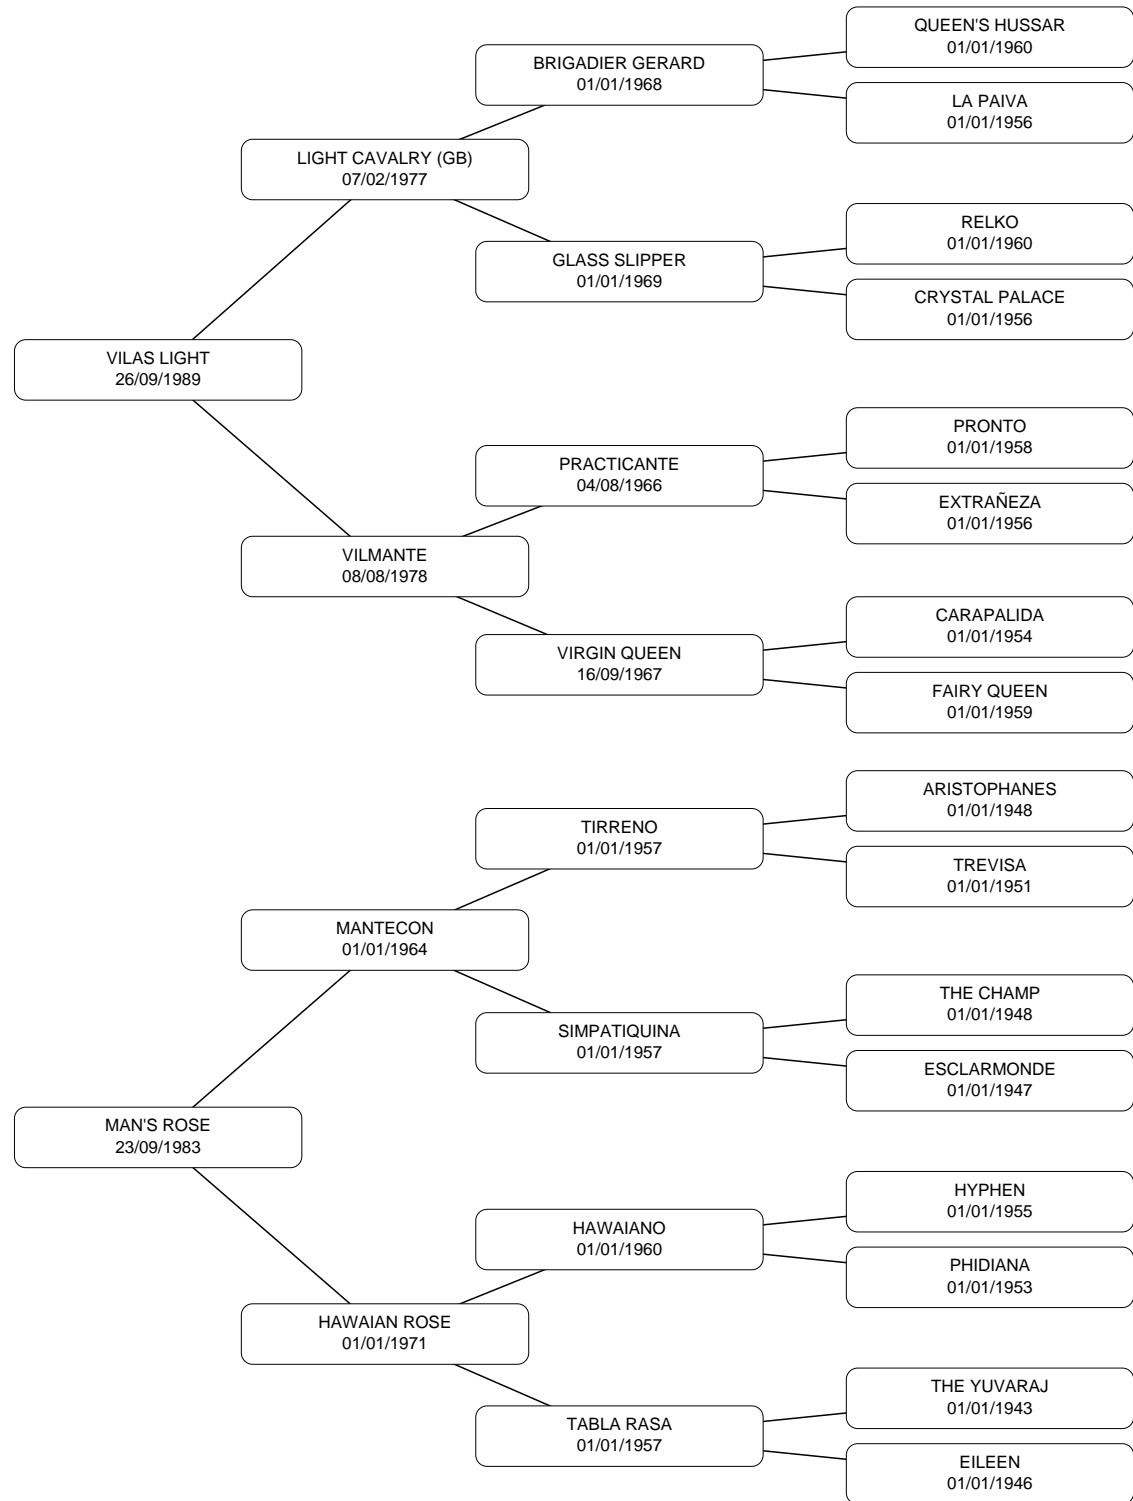 QUEEN'S HUSSAR
01/01/1960
BRIGADIER GERARD
01/01/1968
LA PAIVA
01/01/1956
LIGHT CAVALRY (GB)
07/02/1977
RELKO
01/01/1960
GLASS SLIPPER
01/01/1969
CRYSTAL PALACE
01/01/1956
VILAS LIGHT
26/09/1989
PRONTO
01/01/1958
PRACTICANTE
04/08/1966
EXTRAÑEZA
01/01/1956
VILMANTE
08/08/1978
CARAPALIDA
01/01/1954
VIRGIN QUEEN
16/09/1967
FAIRY QUEEN
01/01/1959
ARISTOPHANES
01/01/1948
TIRRENO
01/01/1957
TREVISA
01/01/1951
MANTECON
01/01/1964
THE CHAMP
01/01/1948
SIMPATIQUINA
01/01/1957
ESCLARMONDE
01/01/1947
MAN'S ROSE
23/09/1983
HYPHEN
01/01/1955
HAWAIANO
01/01/1960
PHIDIANA
01/01/1953
HAWAIAN ROSE
01/01/1971
THE YUVARAJ
01/01/1943
TABLA RASA
01/01/1957
EILEEN
01/01/1946